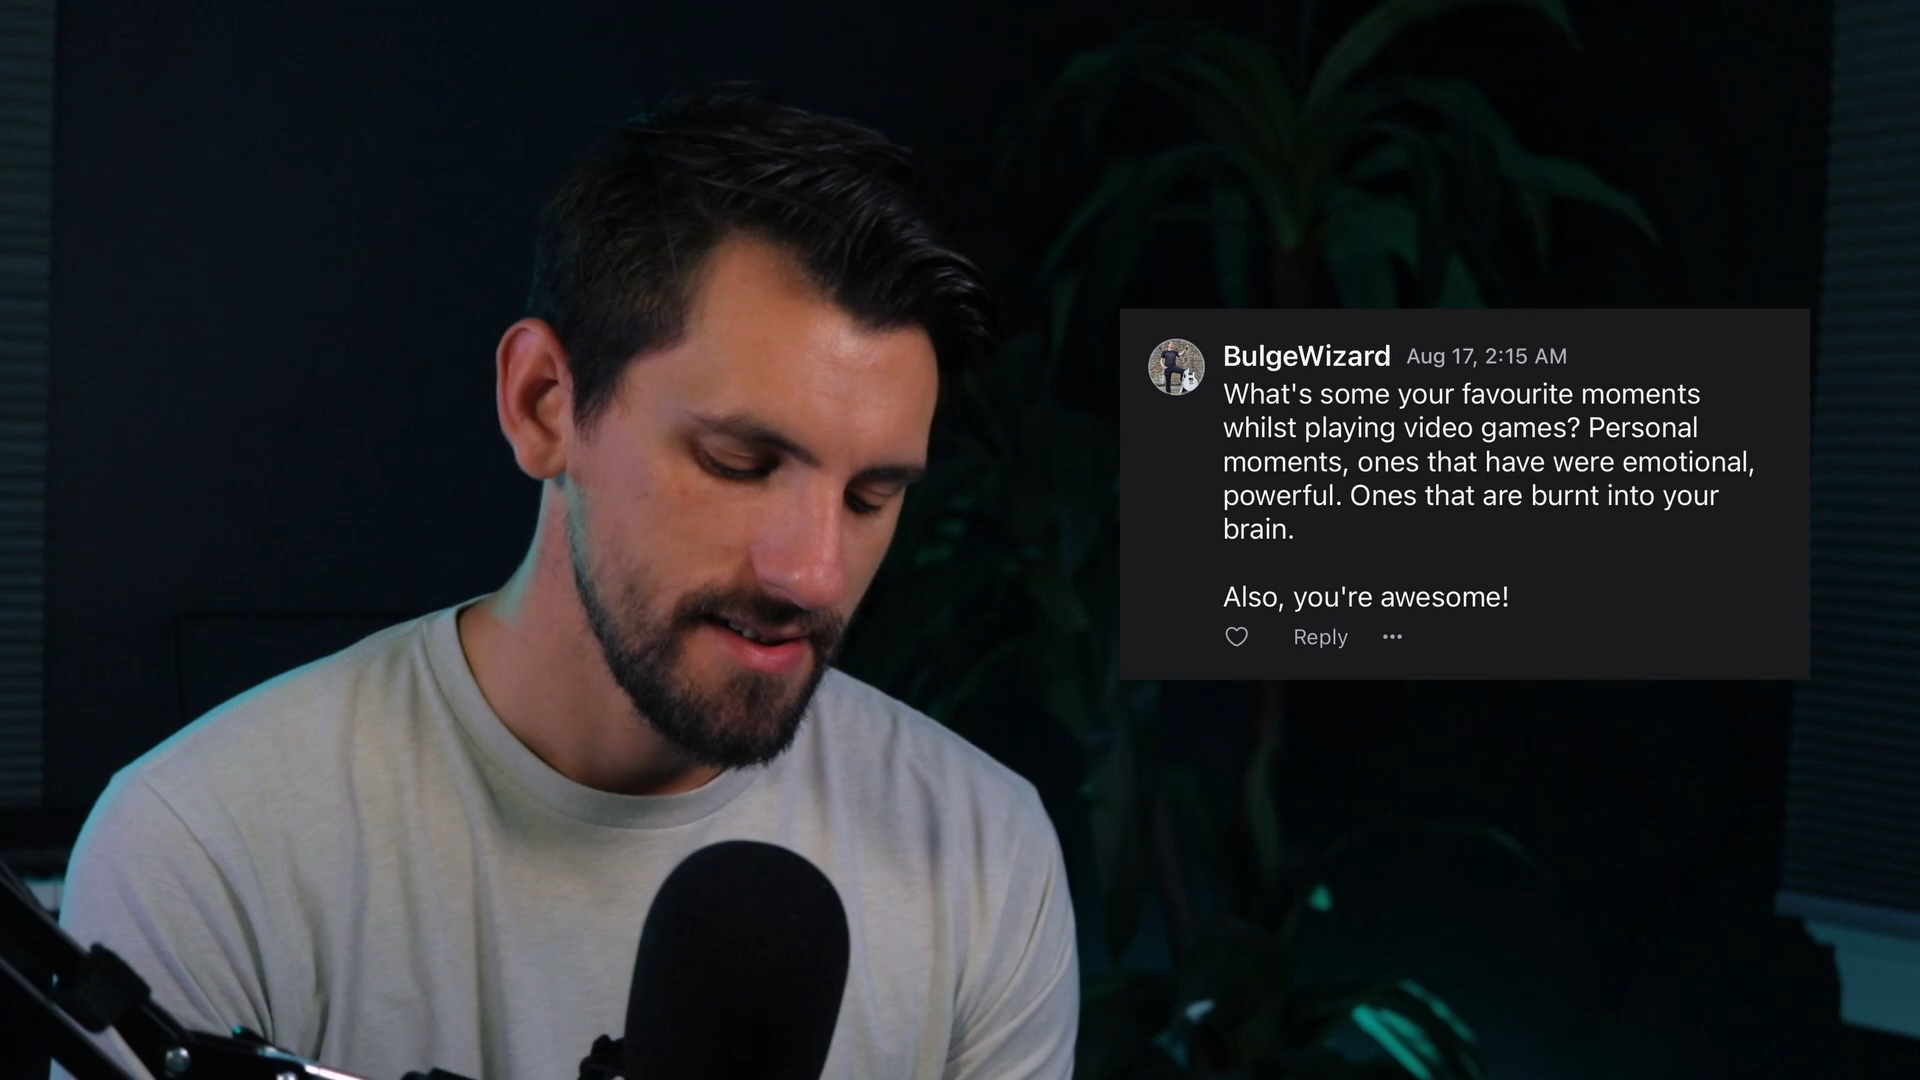 BulgeWizard Aug 17, 2:15 AM
What's some your favourite moments
whilst playing video games? Personal
moments, ones that have were emotional,
powerful. Ones that are burnt into your
brain.
Also, you're awesome!
Reply